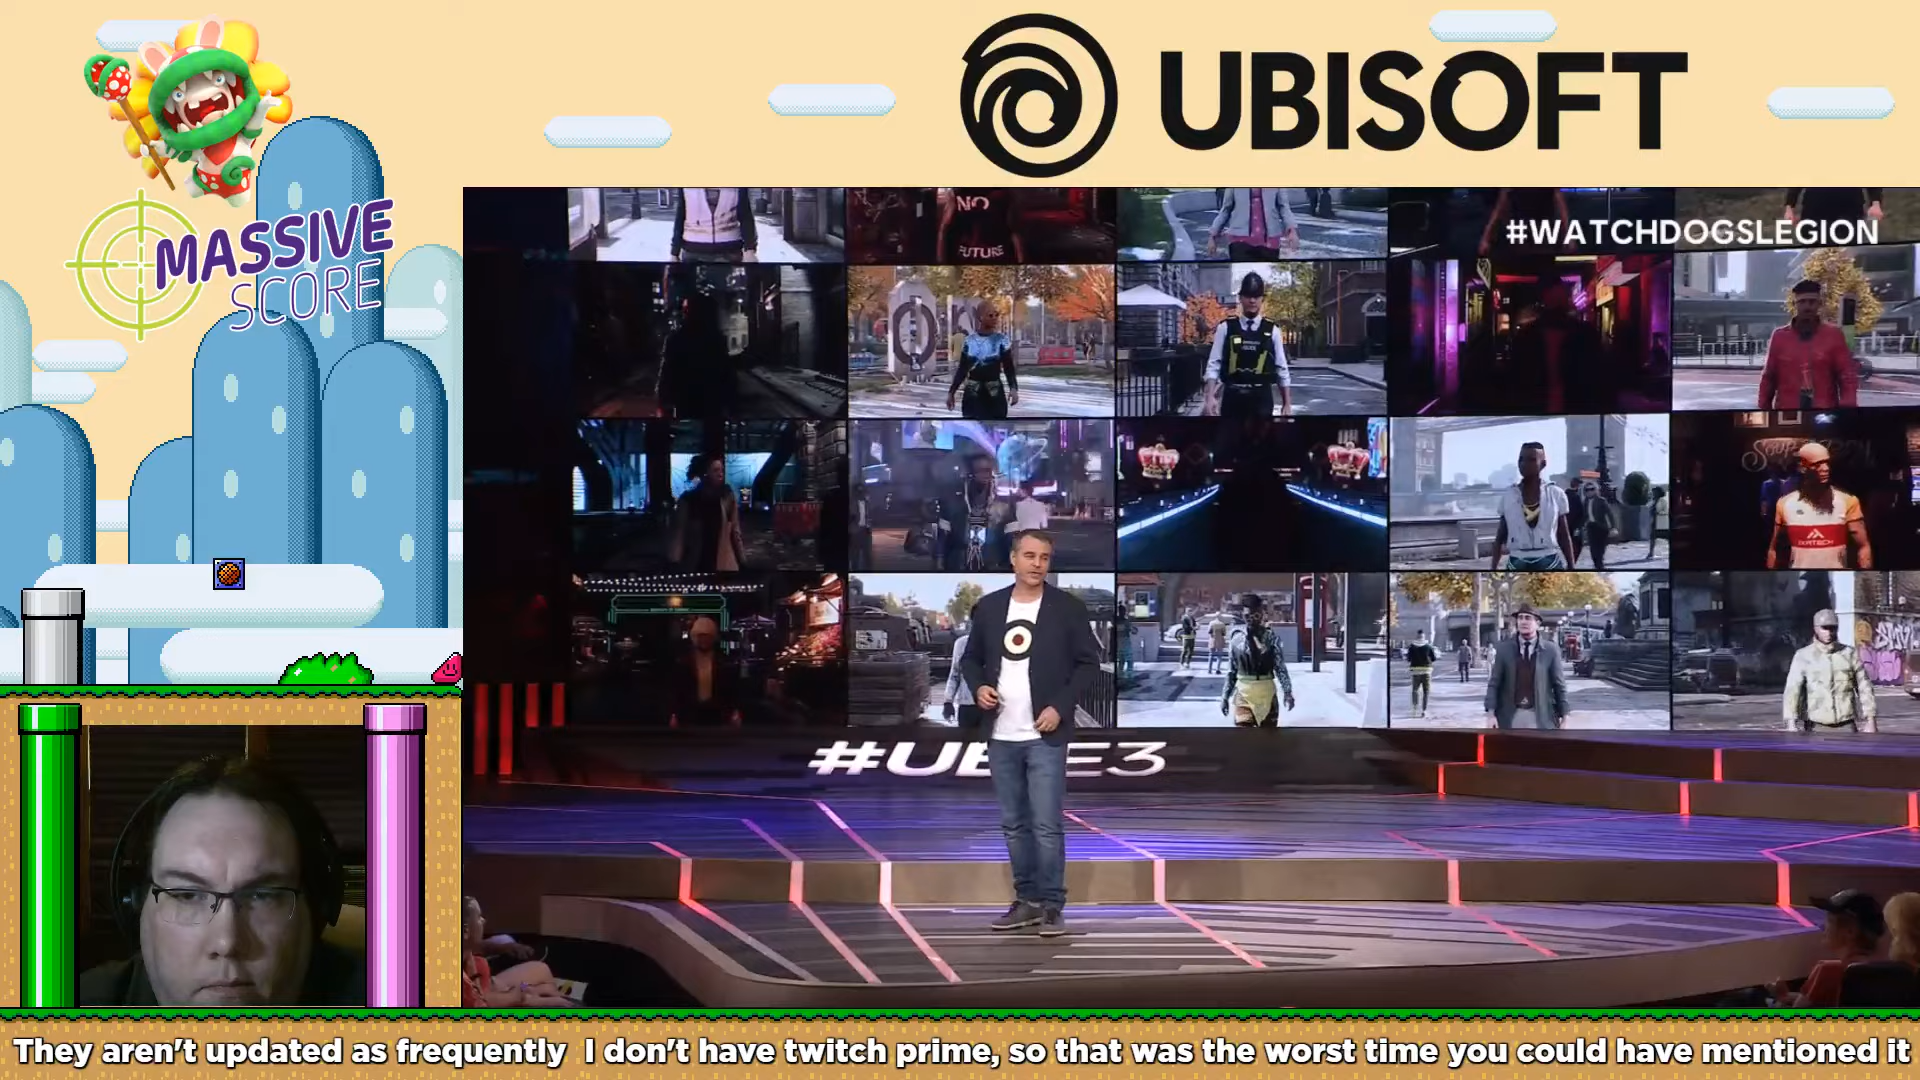 UBISOFT
MASSIVE
SCORE
#WATCHDOGSLEGION
NO
FUTURE
#UBIE3
They aren't updated as frequently  I don't have twitch prime, so that was the worst time you could have mentioned it